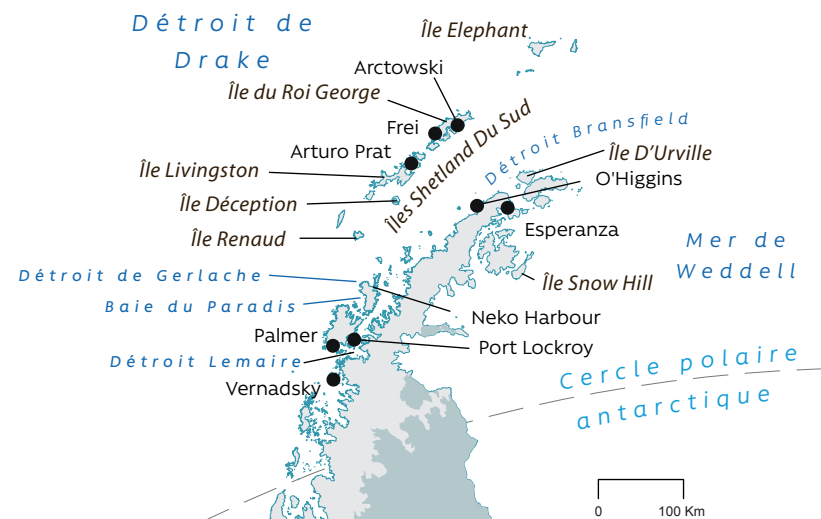 Détroit de
Drake
Île Elephant
Arctowski
Île du Roi George
Frei
Arturo Prat
Îles Shetland Du Sud
Détroit Bransfield
Île D'Urville
O'Higgins
Île Livingston
Île Déception
Esperanza
Île Renaud
Mer de
Weddell
Détroit de Gerlache
Île Snow Hill
Baie du Paradis
Neko Harbour
Palmer
Port Lockroy
Détroit Lemaire
Vernadsky
Cercle polaire
antarctique
0 100 Km